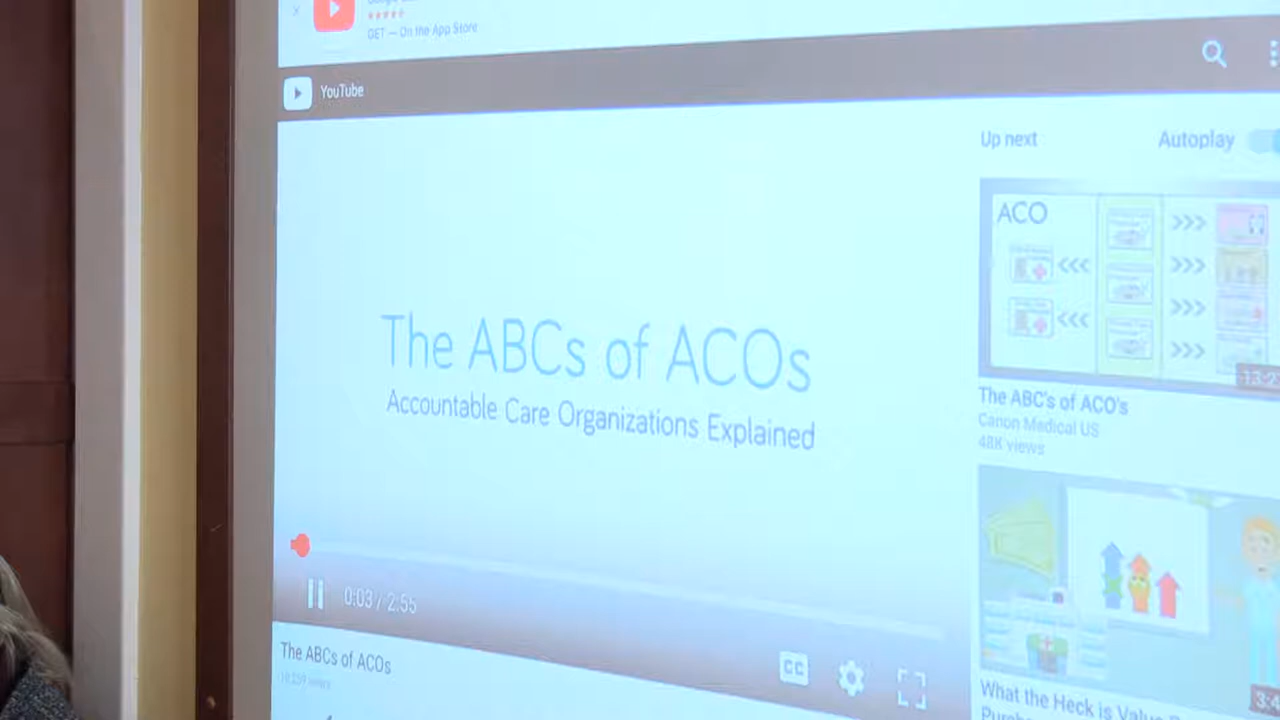 GET — On the App Store
YouTube
Up next
Autoplay
ACO
The ABCs of ACOs
Accountable Care Organizations Explained
The ABC's of ACO's
Canon Medical US
48K views
0:03 / 2:55
CC
The ABCs of ACOs
What the Heck is